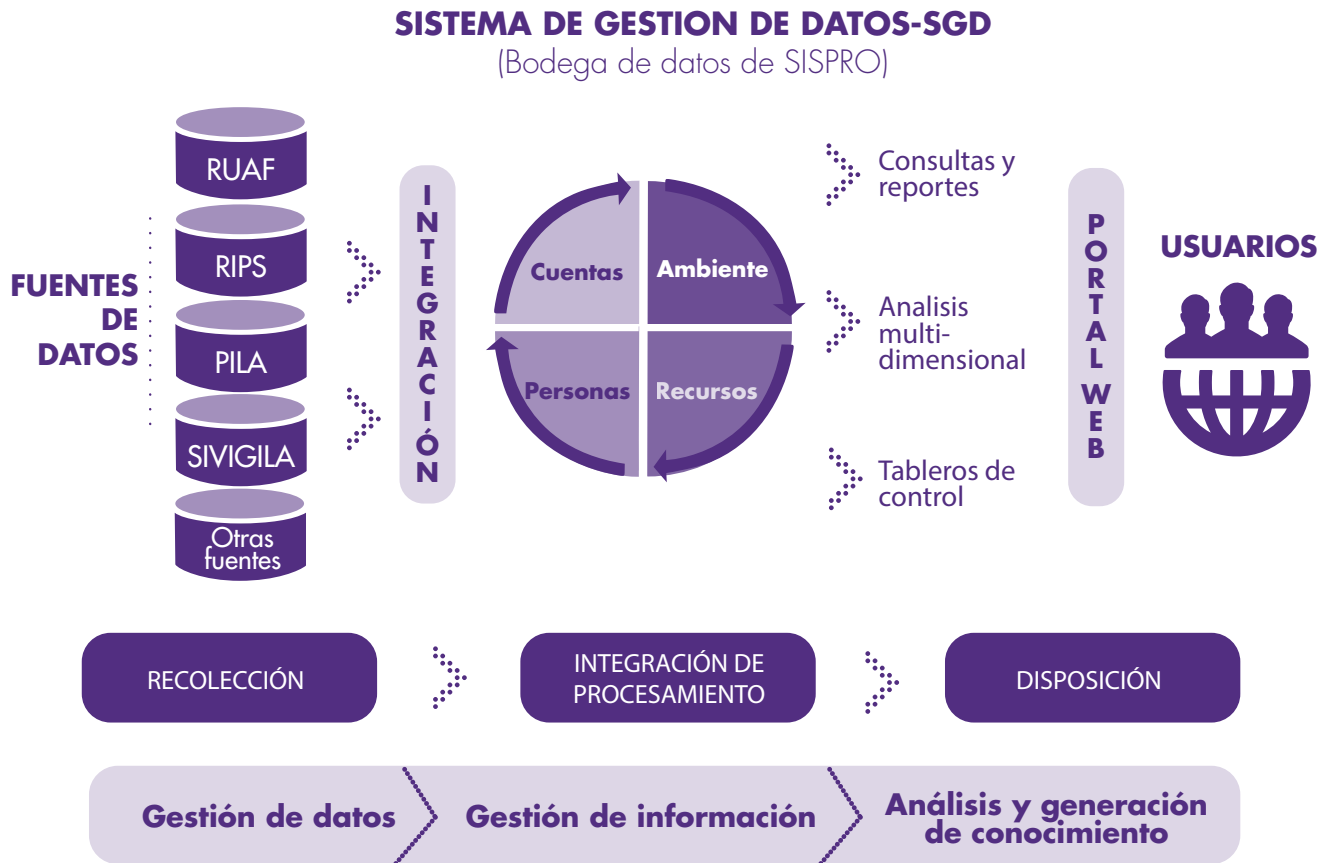 SISTEMA DE GESTION DE DATOS-SGD
(Bodega de datos de SISPRO)
FUENTES
DE
DATOS
RUAF
RIPS
PILA
SIVIGILA
Otras
fuentes
INTEGRACIÓN
Cuentas
Ambiente
Personas
Recursos
Consultas y
reportes
Analisis
multi-
dimensional
Tableros de
control
PORTAL WEB
USUARIOS
RECOLECCIÓN
INTEGRACIÓN DE
PROCESAMIENTO
DISPOSICIÓN
Gestión de datos
Gestión de información
Análisis y generación
de conocimiento